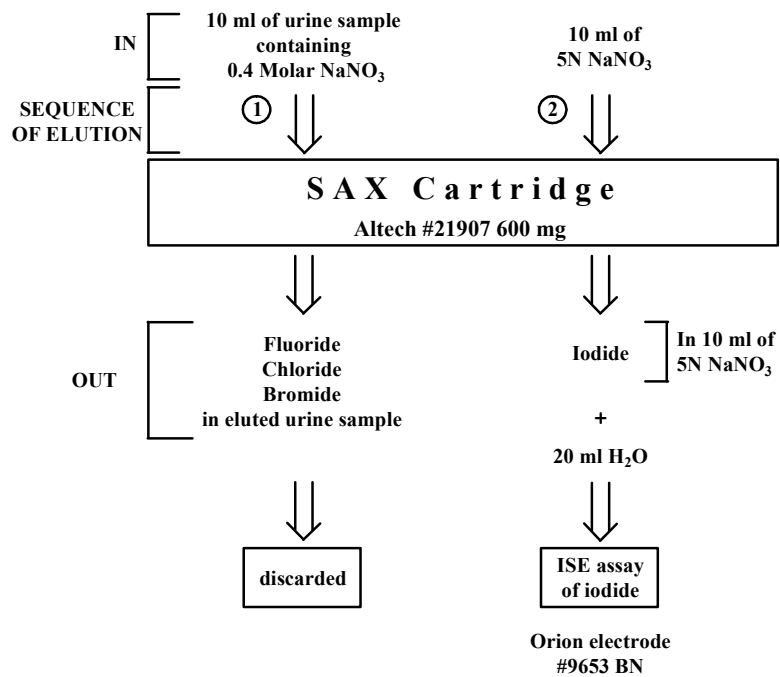 IN
10 ml of urine sample
containing
0.4 Molar NaNO₃
10 ml of
5N NaNO₃
SEQUENCE
OF ELUTION
1
2
SAX Cartridge
Altech #21907 600 mg
OUT
Fluoride
Chloride
Bromide
in eluted urine sample
Iodide
In 10 ml of
5N NaNO₃
+
20 ml H₂O
discarded
ISE assay
of iodide
Orion electrode
#9653 BN